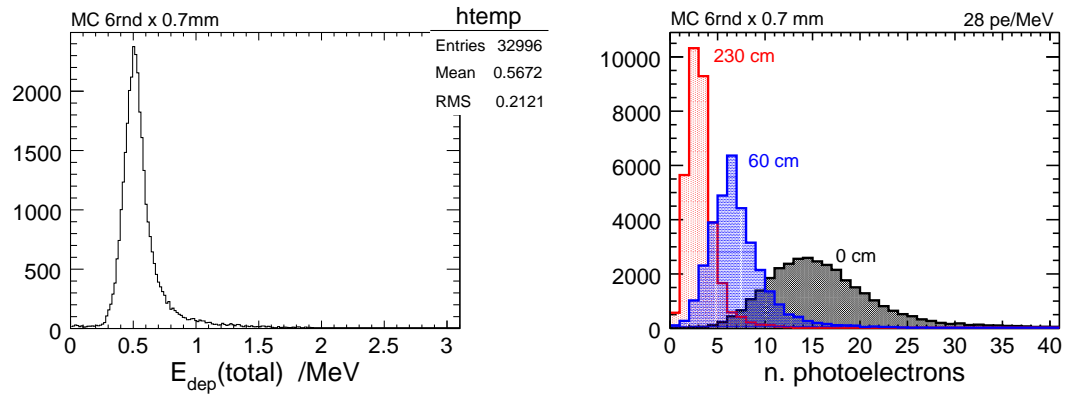 MC 6rnd x 0.7mm
htemp
Entries 32996
Mean 0.5672
RMS 0.2121
2000
1500
1000
500
0
0 0.5 1 1.5 2 2.5 3
E_dep(total) /MeV
MC 6rnd x 0.7 mm 28 pe/MeV
10000
8000
6000
4000
2000
0
230 cm
60 cm
0 cm
0 5 10 15 20 25 30 35 40
n. photoelectrons